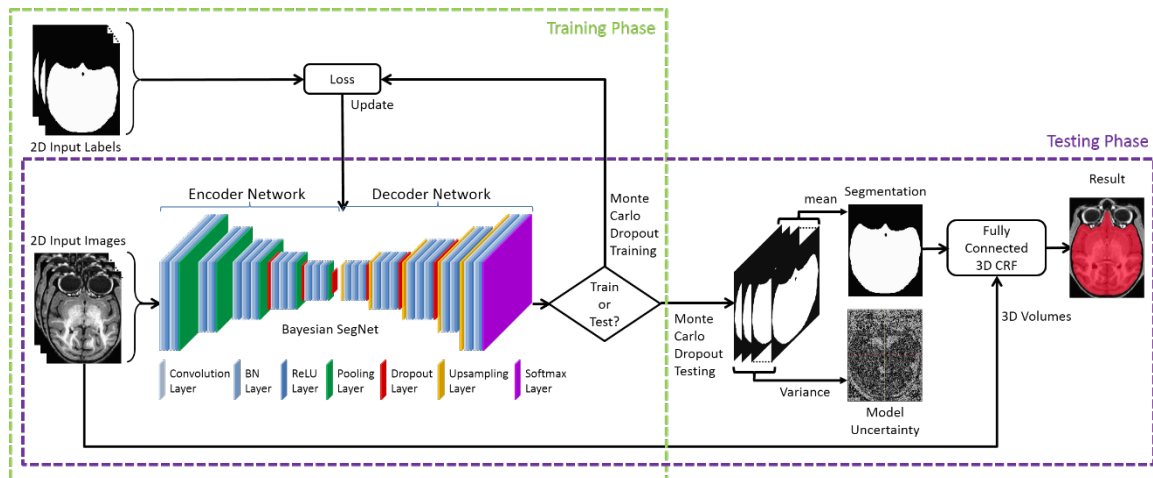 Training Phase
Loss
Update
2D Input Labels
Testing Phase
Encoder Network
Decoder Network
2D Input Images
Bayesian SegNet
Convolution
Layer
BN
Layer
ReLU
Layer
Pooling
Layer
Dropout
Layer
Upsampling
Layer
Softmax
Layer
Monte
Carlo
Dropout
Training
Train
or
Test?
Monte
Carlo
Dropout
Testing
mean
Segmentation
Variance
Model
Uncertainty
Fully
Connected
3D CRF
3D Volumes
Result